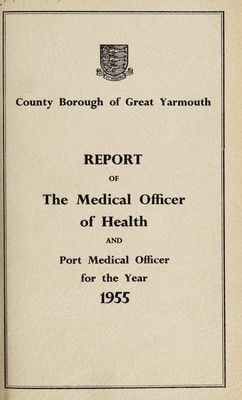 County Borough of Great Yarmouth
REPORT
OF
The Medical Officer
of Health
AND
Port Medical Officer
for the Year
1955